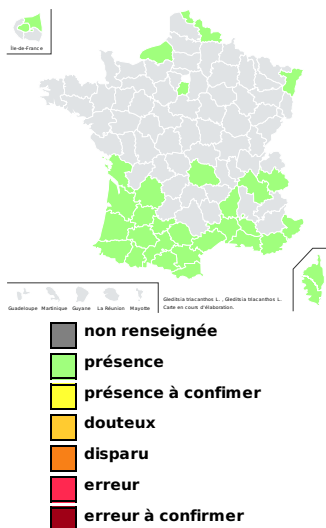 Île-de-France
Gleditsia triacanthos L. , Gleditsia triacanthos L.
Carte en cours d'élaboration.
Guadeloupe Martinique Guyane La Réunion Mayotte
non renseignée
présence
présence à confimer
douteux
disparu
erreur
erreur à confirmer